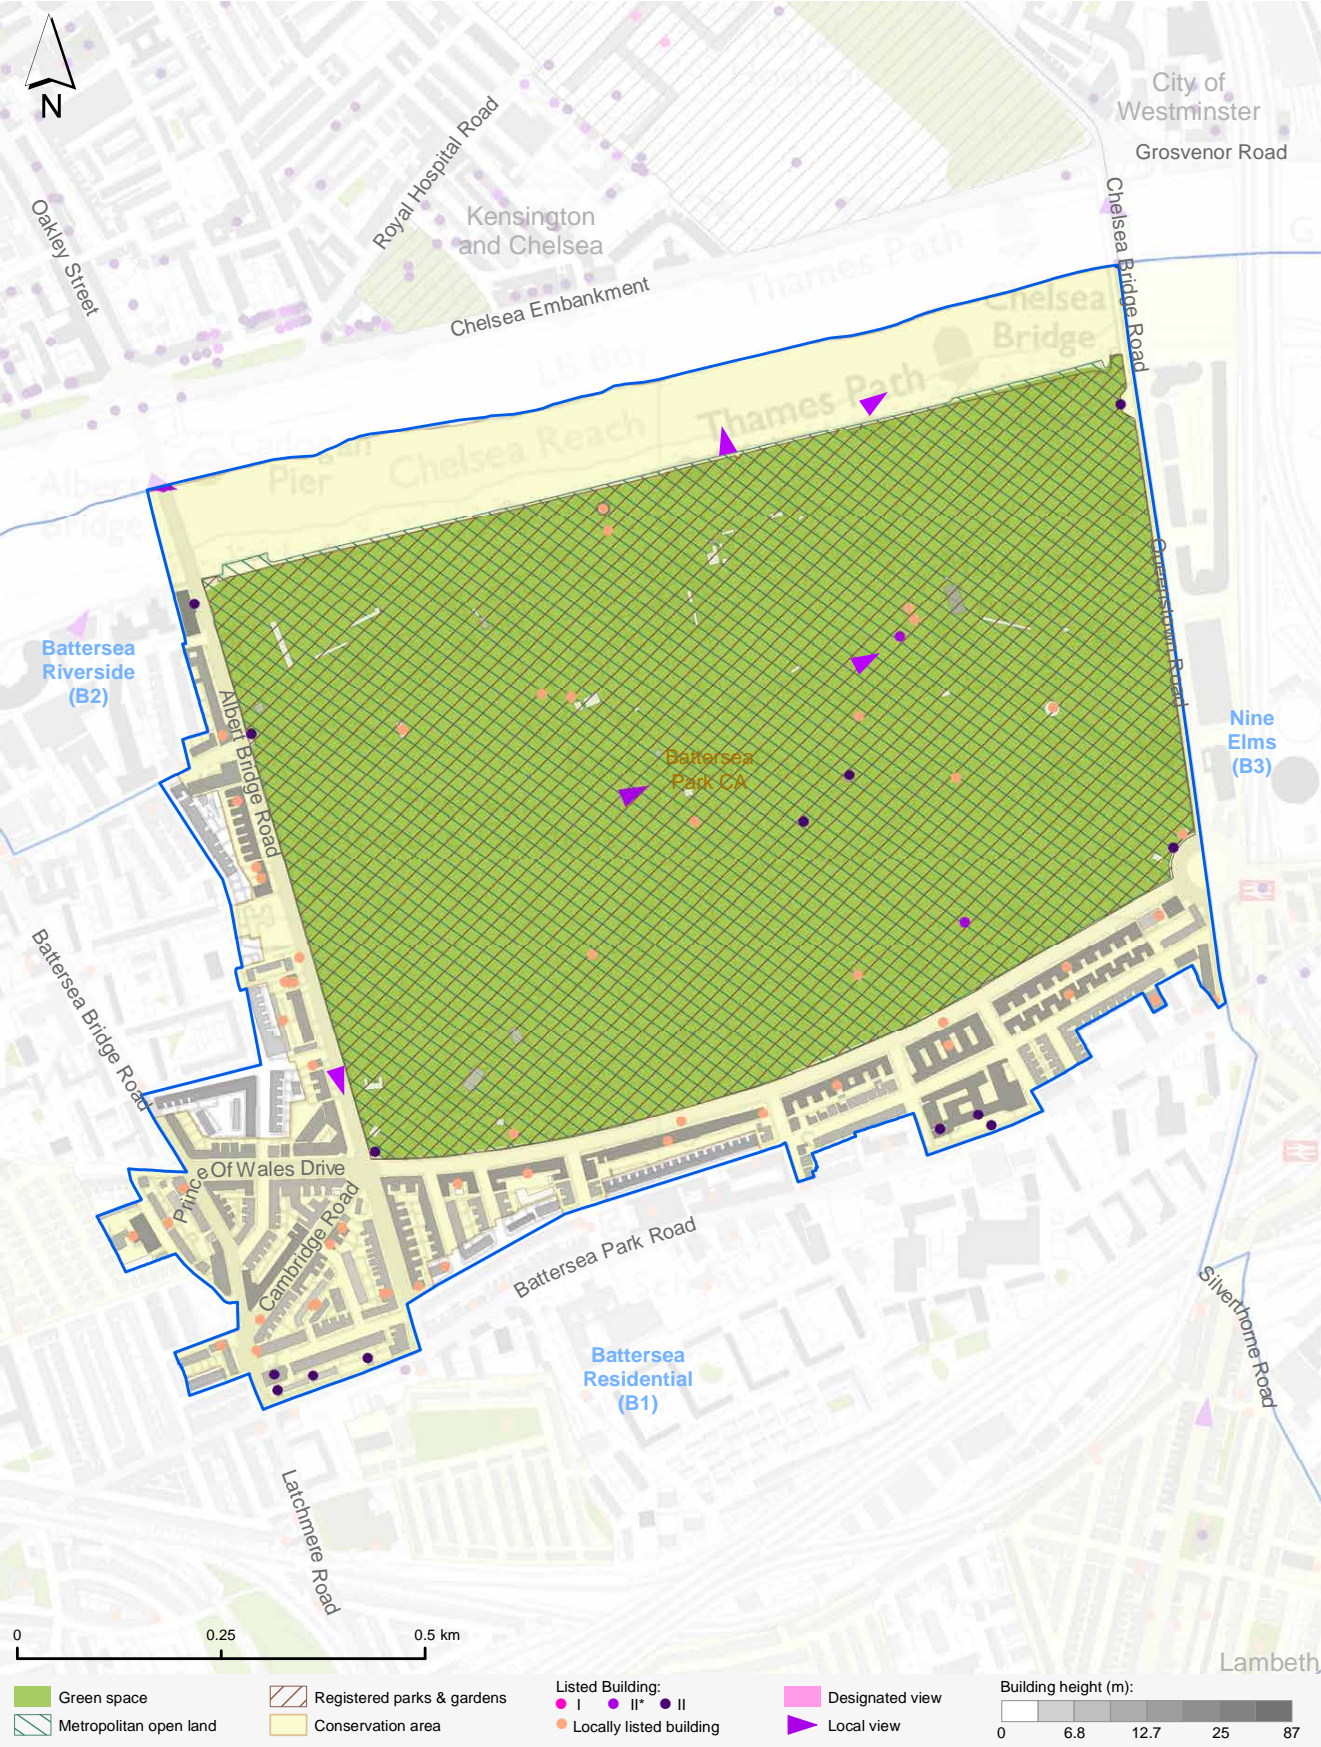 N
City of
Westminster
Grosvenor Road
Royal Hospital Road
Oakley Street
Kensington
and Chelsea
Chelsea Bridge Road
Thames Path
Chelsea Embankment
Chelsea
Bridge
Thames Path
Chelsea Reach
Pier
Albert
Bridge
Queenstown Road
Battersea
Riverside
(B2)
Albert Bridge Road
Nine
Elms
(B3)
Battersea
Park CA
Battersea Bridge Road
Prince Of Wales Drive
Cambridge Road
Battersea Park Road
Silverthorne Road
Battersea
Residential
(B1)
Latchmere Road
Lambeth
0 0.25 0.5 km
Green space
Metropolitan open land
Registered parks & gardens
Conservation area
Listed Building:
I II* II
Locally listed building
Designated view
Local view
Building height (m):
0 6.8 12.7 25 87